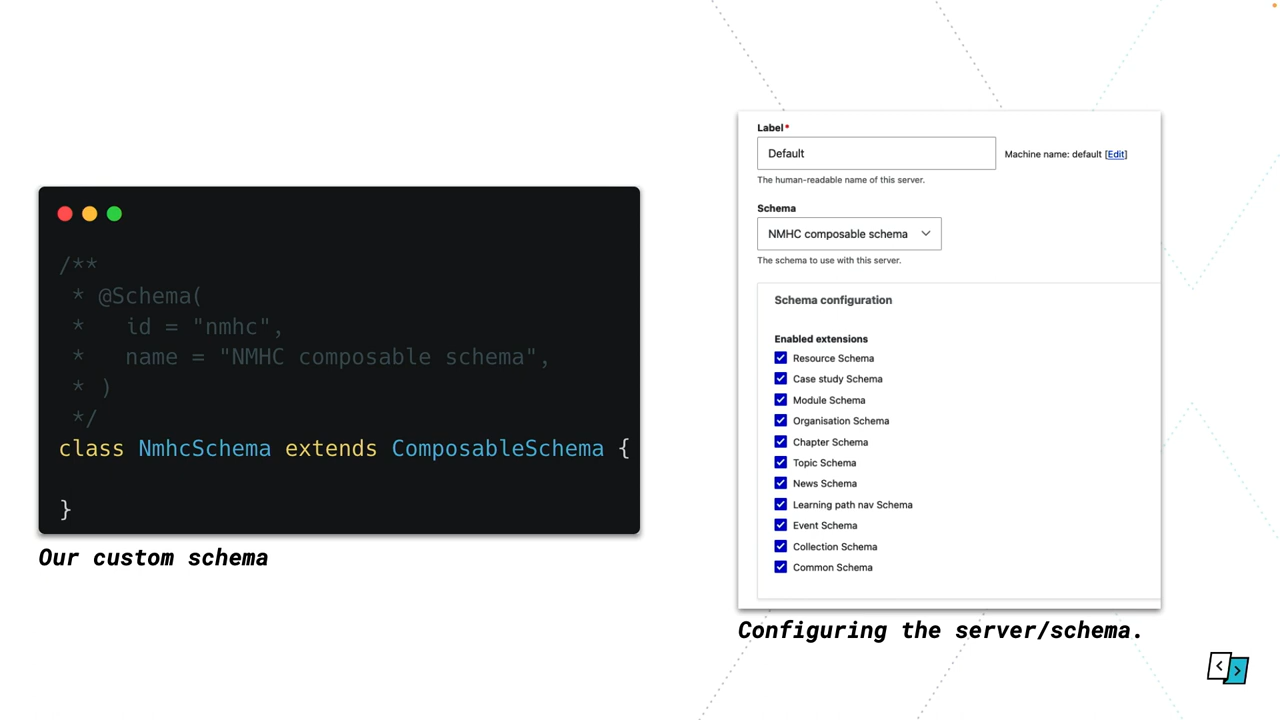 /**
 * @Schema(
 *   id = "nmhc",
 *   name = "NMHC composable schema",
 * )
 */
class NmhcSchema extends ComposableSchema {
}
Our custom schema
Label*
Default
Machine name: default [Edit]
The human-readable name of this server.
Schema
NMHC composable schema
The schema to use with this server.
Schema configuration
Enabled extensions
Resource Schema
Case study Schema
Module Schema
Organisation Schema
Chapter Schema
Topic Schema
News Schema
Learning path nav Schema
Event Schema
Collection Schema
Common Schema
Configuring the server/schema.